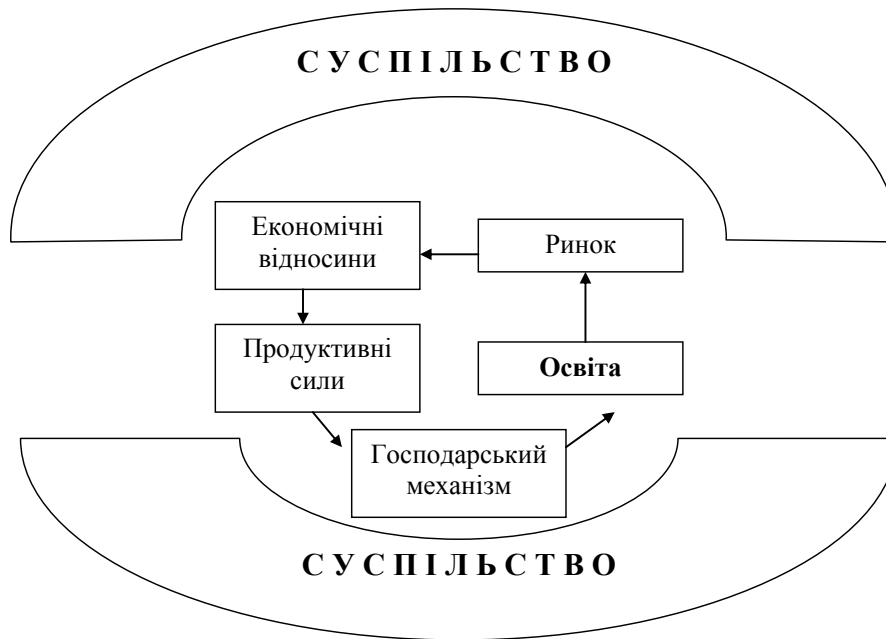 С У С П І Л Ь С Т В О
Економічні
відносини
Ринок
Продуктивні
сили
Освіта
Господарський
механізм
С У С П І Л Ь С Т В О